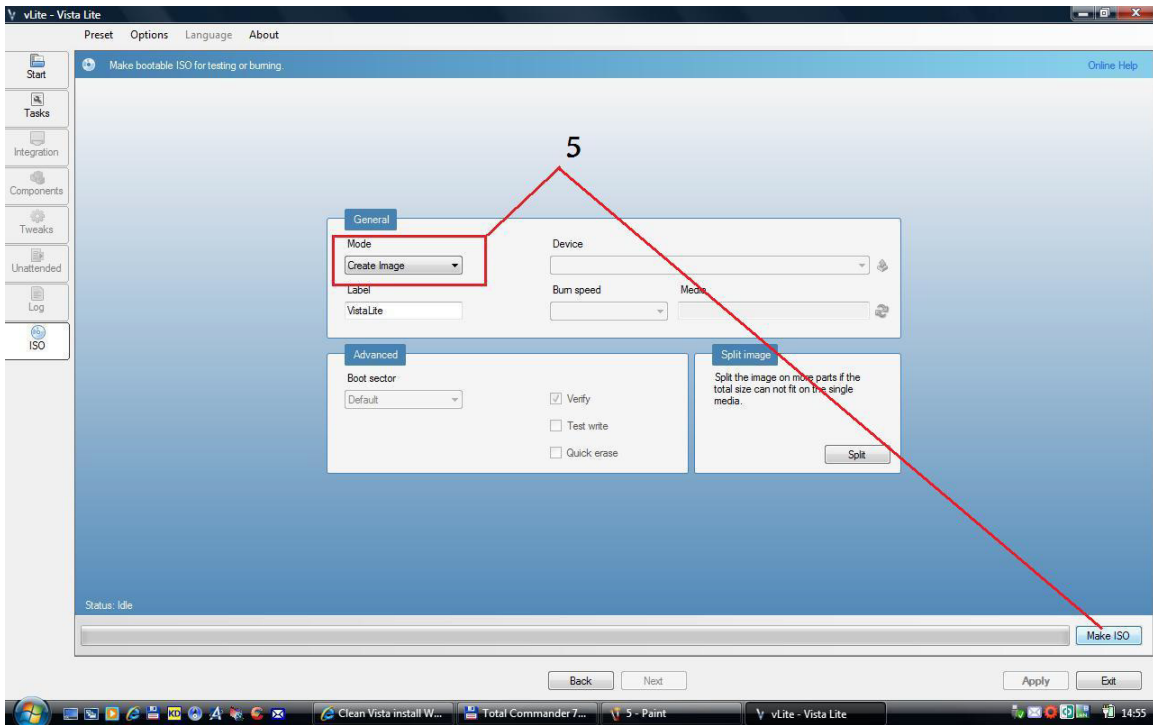 vLite - Vista Lite
Preset Options Language About
Start
Make bootable ISO for testing or burning.
Online Help
Tasks
Integration
Components
Tweaks
Unattended
Log
ISO
5
General
Mode
Device
Create Image
Label
Burn speed
Media
VistaLite
Advanced
Boot sector
Default
Verify
Test write
Quick erase
Split image
Split the image on more parts if the
total size can not fit on the single
media.
Split
Status: Idle
Make ISO
Back
Next
Apply
Exit
KD
Clean Vista install W...
Total Commander 7...
5 - Paint
vLite - Vista Lite
14:55